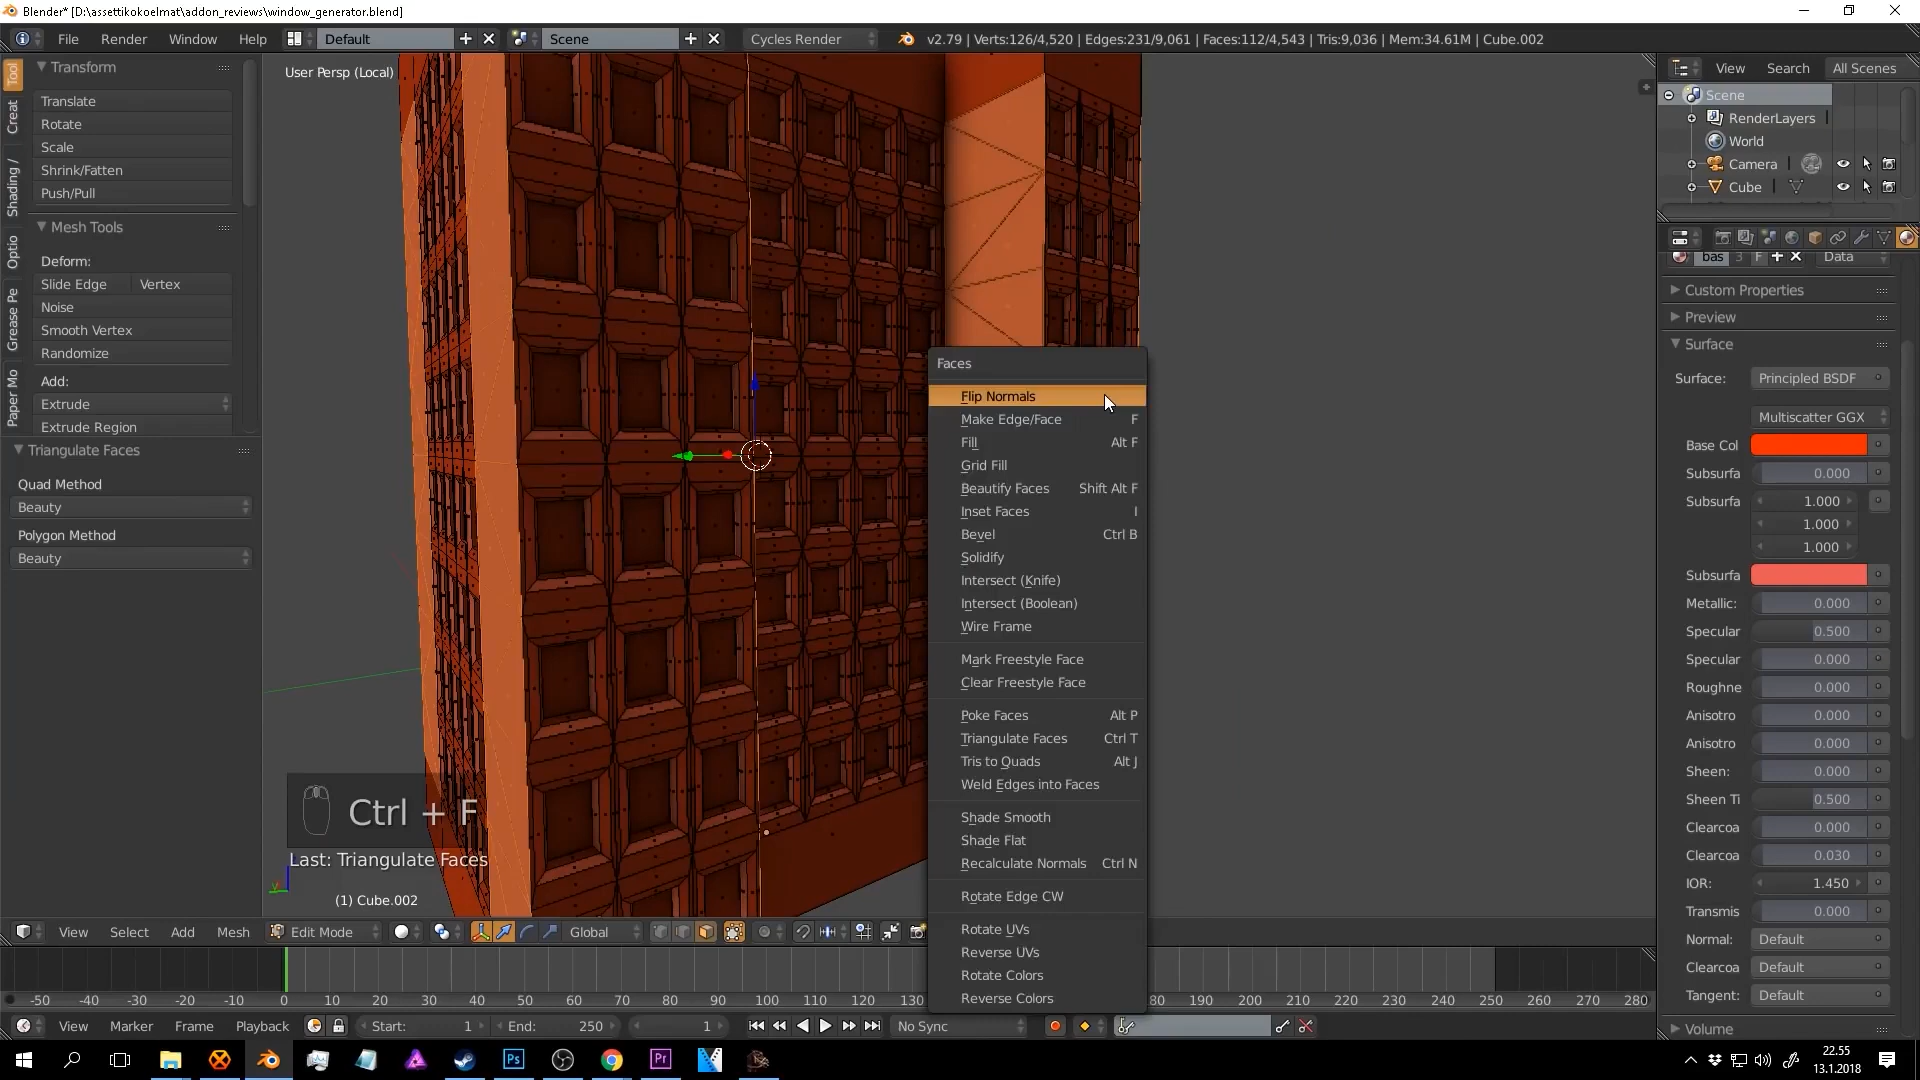 Blender* [D:\assettikokoelmat\addon_reviews\window_generator.blend]
File Render Window Help Default Scene Cycles Render v2.79 | Verts:126/4,520 | Edges:231/9,061 | Faces:112/4,543 | Tris:9,036 | Mem:34.61M | Cube.002
Tool
Creat
Shading /
Optio
Grease Pe
Paper Mo
Transform
Translate
Rotate
Scale
Shrink/Fatten
Push/Pull
Mesh Tools
Deform:
Slide Edge Vertex
Noise
Smooth Vertex
Randomize
Add:
Extrude
Extrude Region
Triangulate Faces
Quad Method
Beauty
Polygon Method
Beauty
User Persp (Local)
Ctrl + F
Last: Triangulate Faces
(1) Cube.002
Faces
Flip Normals
Make Edge/Face F
Fill Alt F
Grid Fill
Beautify Faces Shift Alt F
Inset Faces I
Bevel Ctrl B
Solidify
Intersect (Knife)
Intersect (Boolean)
Wire Frame
Mark Freestyle Face
Clear Freestyle Face
Poke Faces Alt P
Triangulate Faces Ctrl T
Tris to Quads Alt J
Weld Edges into Faces
Shade Smooth
Shade Flat
Recalculate Normals Ctrl N
Rotate Edge CW
Rotate UVs
Reverse UVs
Rotate Colors
Reverse Colors
View Search All Scenes
Scene
RenderLayers
World
Camera
Cube
bas 3 F Data
Custom Properties
Preview
Surface
Surface: Principled BSDF
Multiscatter GGX
Base Col
Subsurfa 0.000
Subsurfa 1.000
1.000
1.000
Subsurfa
Metallic: 0.000
Specular 0.500
Specular 0.000
Roughne 0.000
Anisotro 0.000
Anisotro 0.000
Sheen: 0.000
Sheen Ti 0.500
Clearcoa 0.000
Clearcoa 0.030
IOR: 1.450
Transmis 0.000
Normal: Default
Clearcoa Default
Tangent: Default
Volume
View Select Add Mesh Edit Mode Global
-50 -40 -30 -20 -10 0 10 20 30 40 50 60 70 80 90 100 110 120 130 80 190 200 210 220 230 240 250 260 270 280
View Marker Frame Playback Start: 1 End: 250 1 No Sync
Ps Pr
22.55
13.1.2018